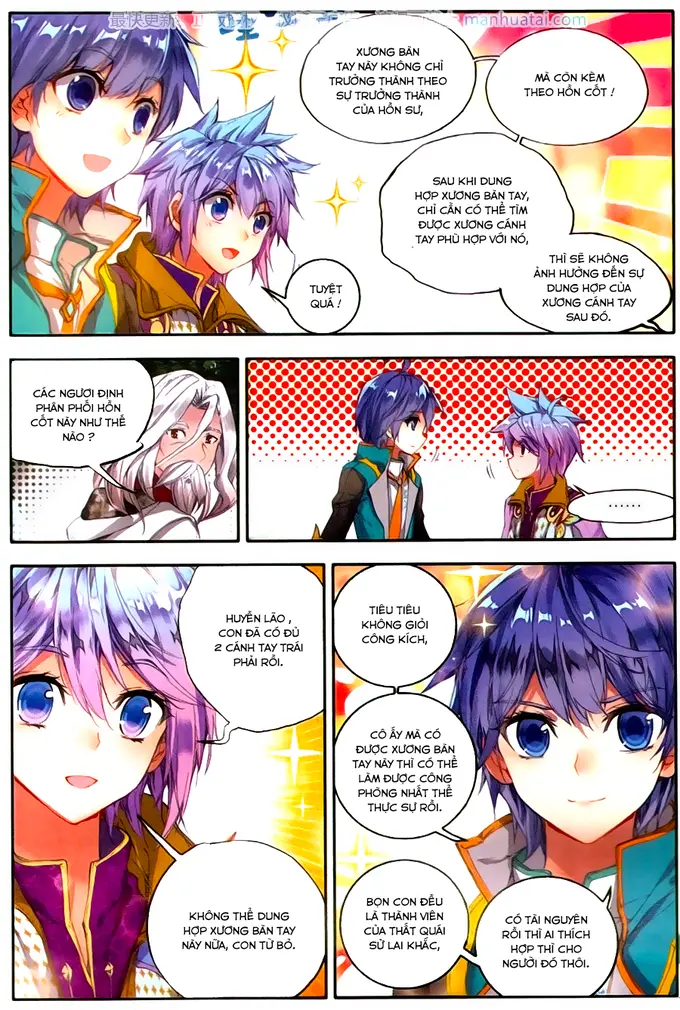 manhuatai.com
XƯƠNG BÀN
TAY NÀY KHÔNG CHỈ
TRƯỞNG THÀNH THEO
SỰ TRƯỞNG THÀNH
CỦA HỒN SƯ,
MÀ CÒN KÈM
THEO HỒN CỐT !
SAU KHI DUNG
HỢP XƯƠNG BÀN TAY,
CHỈ CẦN CÓ THỂ TÌM
ĐƯỢC XƯƠNG CÁNH
TAY PHÙ HỢP VỚI NÓ,
THÌ SẼ KHÔNG
ẢNH HƯỞNG ĐẾN SỰ
DUNG HỢP CỦA
XƯƠNG CÁNH TAY
SAU ĐÓ.
TUYỆT
QUÁ !
CÁC NGƯƠI ĐỊNH
PHÂN PHỐI HỒN
CỐT NÀY NHƯ THẾ
NÀO ?
......
HUYỀN LÃO ,
CON ĐÃ CÓ ĐỦ
2 CÁNH TAY TRÁI
PHẢI RỒI.
KHÔNG THỂ DUNG
HỢP XƯƠNG BÀN TAY
NÀY NỮA, CON TỪ BỎ.
TIÊU TIÊU
KHÔNG GIỎI
CÔNG KÍCH,
CÔ ẤY MÀ CÓ
ĐƯỢC XƯƠNG BÀN
TAY NÀY THÌ CÓ THỂ
LÀM ĐƯỢC CÔNG
PHÒNG NHẤT THỂ
THỰC SỰ RỒI.
BỌN CON ĐỀU
LÀ THÀNH VIÊN
CỦA THẤT QUÁI
SỬ LAI KHẮC,
CÓ TÀI NGUYÊN
RỒI THÌ AI THÍCH
HỢP THÌ CHO
NGƯỜI ĐÓ THÔI.